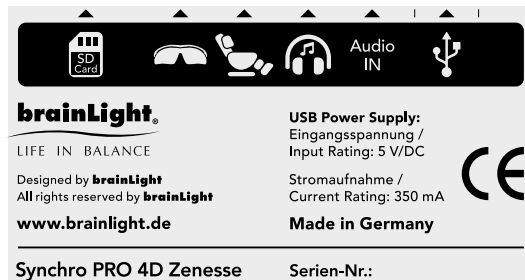 SD
Card
Audio
IN
brainLight®
LIFE IN BALANCE
Designed by brainLight
All rights reserved by brainLight
www.brainlight.de
USB Power Supply:
Eingangsspannung /
Input Rating: 5 V/DC
Stromaufnahme /
Current Rating: 350 mA
Made in Germany
CE
Synchro PRO 4D Zenesse
Serien-Nr.: